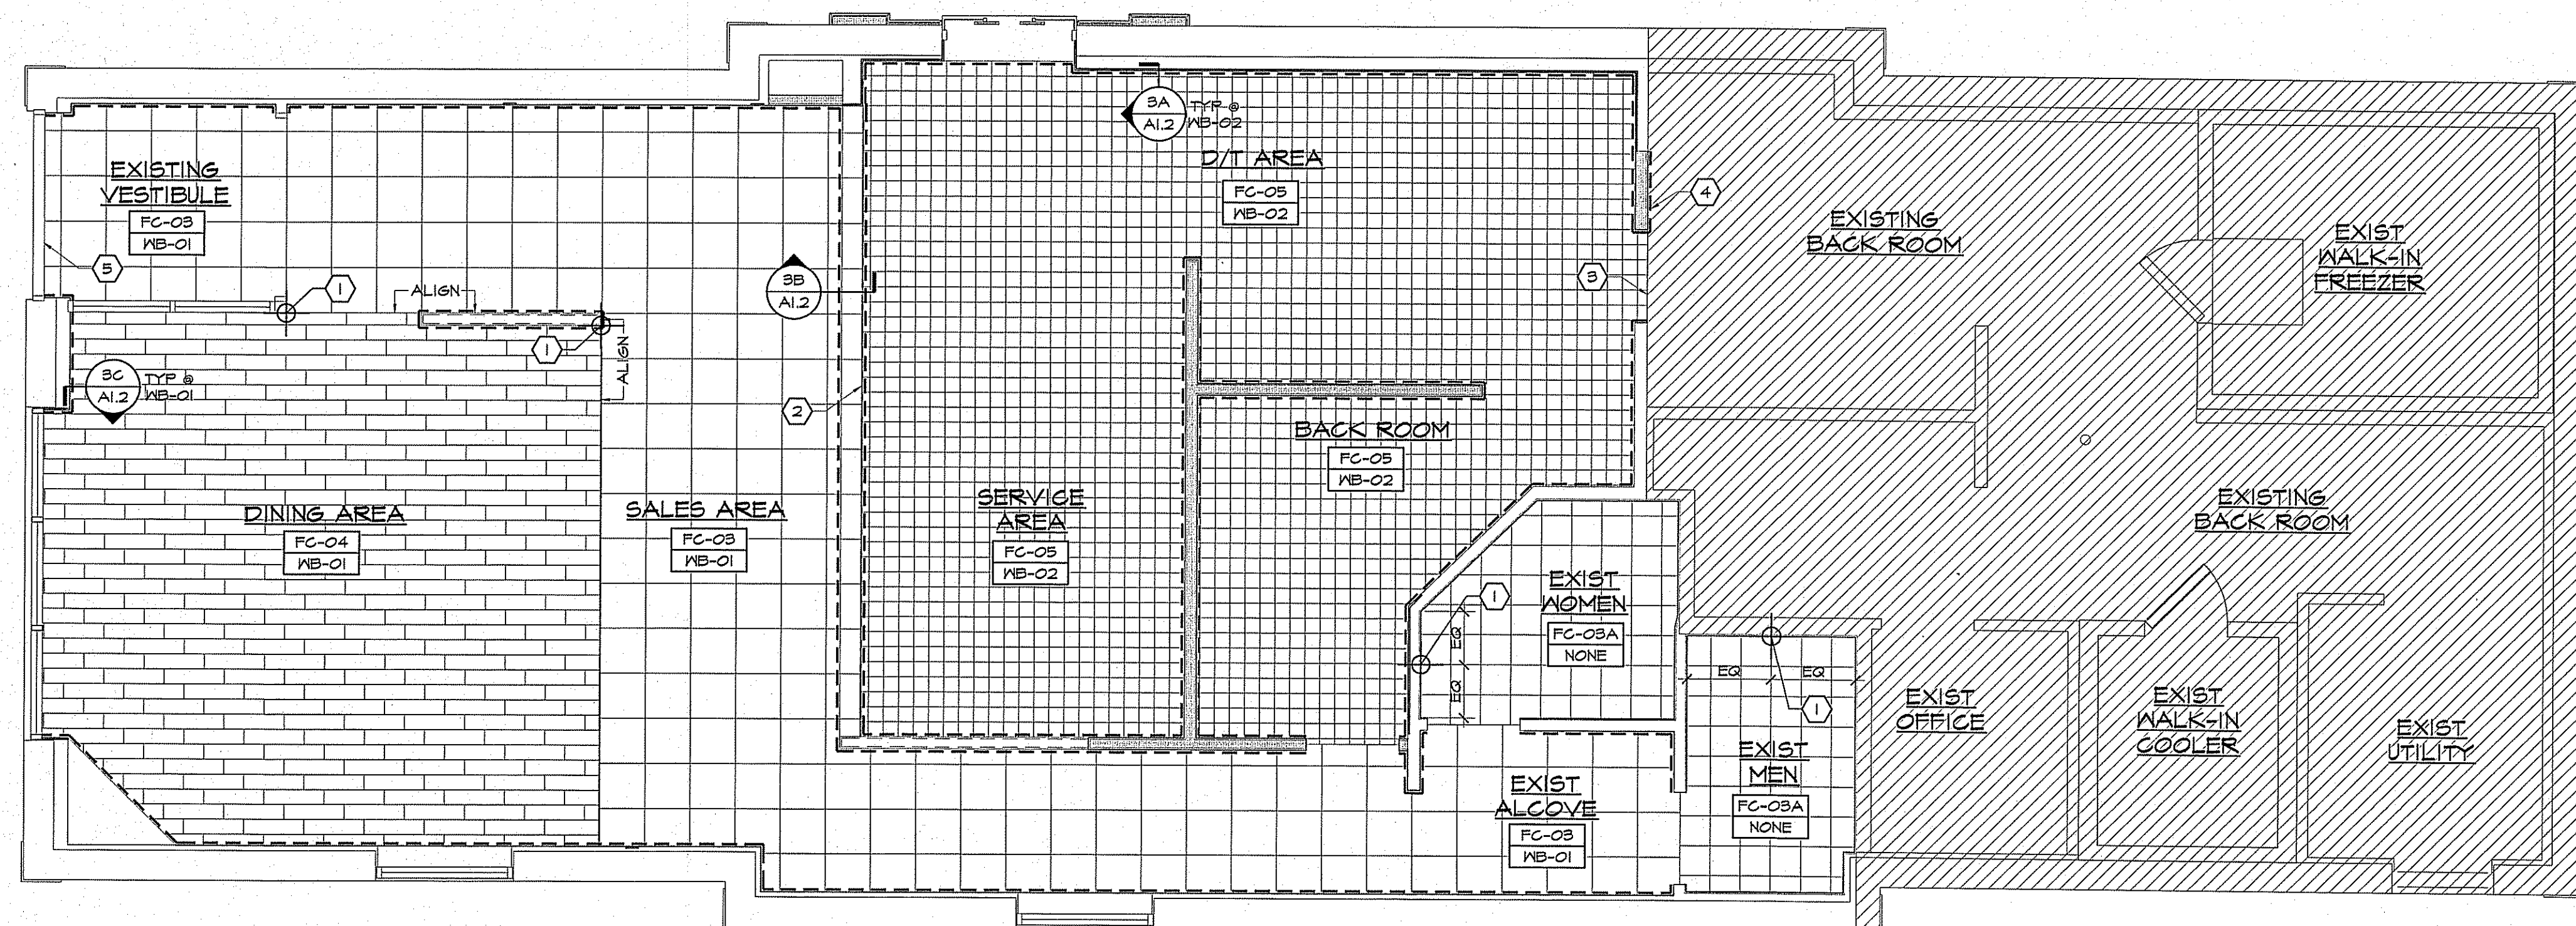 3A
A1.2
TYP @
WB-02
D/T AREA
FC-05
WB-02
EXISTING
VESTIBULE
FC-03
WB-01
5
1
ALIGN
3B
A1.2
4
3
EXISTING
BACK ROOM
EXIST
WALK-IN
FREEZER
1
ALIGN
3C
A1.2
TYP @
WB-01
2
BACK ROOM
FC-05
WB-02
DINING AREA
FC-04
WB-01
SALES AREA
FC-03
WB-01
SERVICE
AREA
FC-05
WB-02
EXISTING
BACK ROOM
1
EXIST
WOMEN
FC-03A
NONE
EQ
EQ
EQ
EQ
1
EXIST
MEN
FC-03A
NONE
EXIST
ALCOVE
FC-03
WB-01
EXIST
OFFICE
EXIST
WALK-IN
COOLER
EXIST
UTILITY